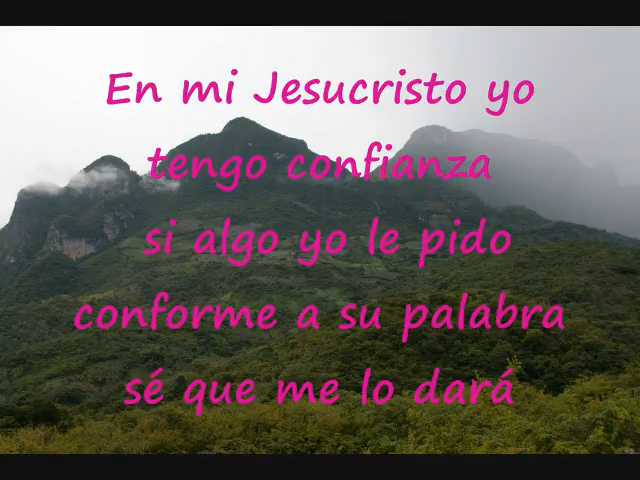 En mi Jesucristo yo
tengo confianza
si algo yo le pido
conforme a su palabra
sé que me lo dará